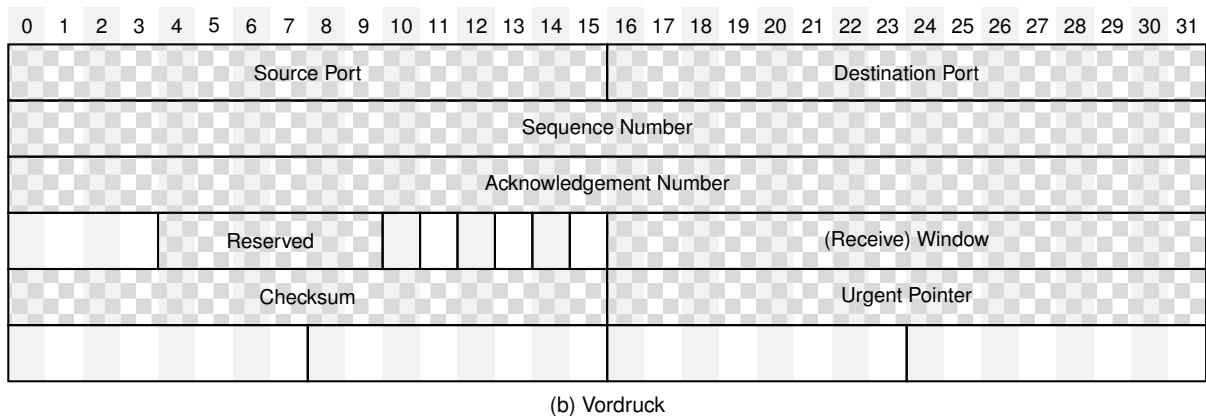 0 1 2 3 4 5 6 7 8 9 10 11 12 13 14 15 16 17 18 19 20 21 22 23 24 25 26 27 28 29 30 31
Source Port Destination Port
Sequence Number
Acknowledgement Number
Reserved (Receive) Window
Checksum Urgent Pointer
(b) Vordruck